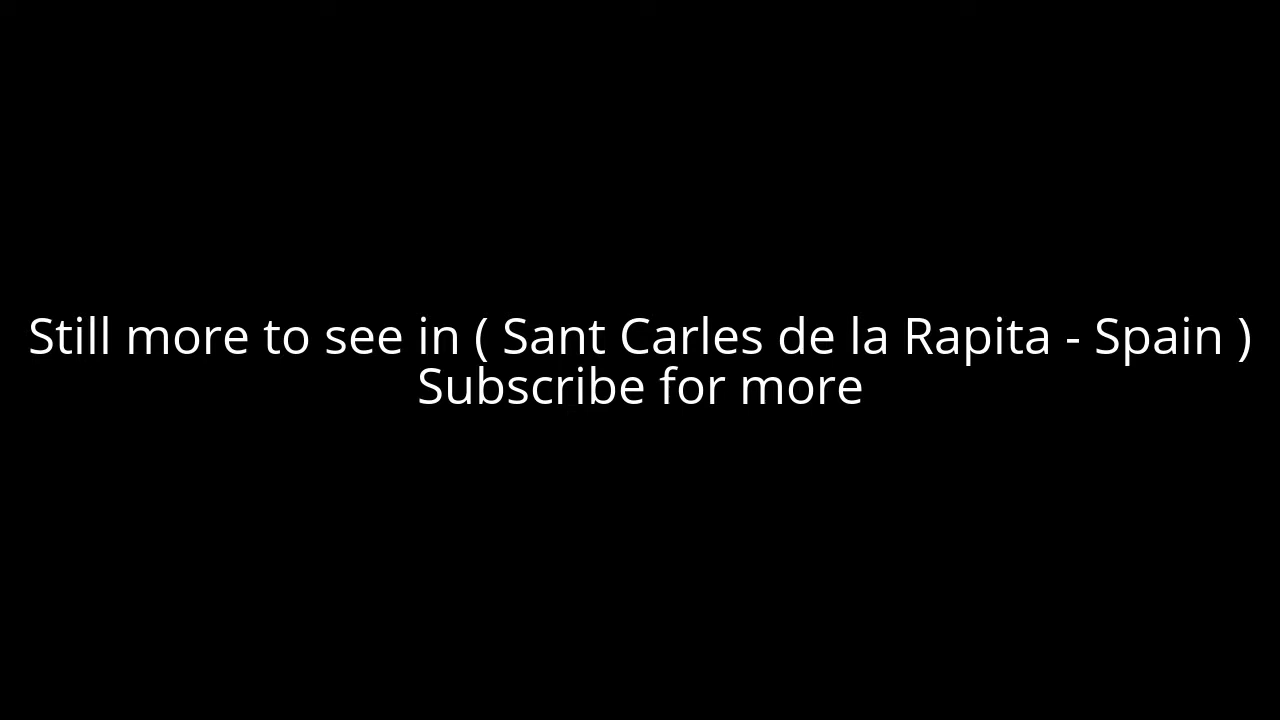 Still more to see in ( Sant Carles de la Rapita - Spain )
Subscribe for more